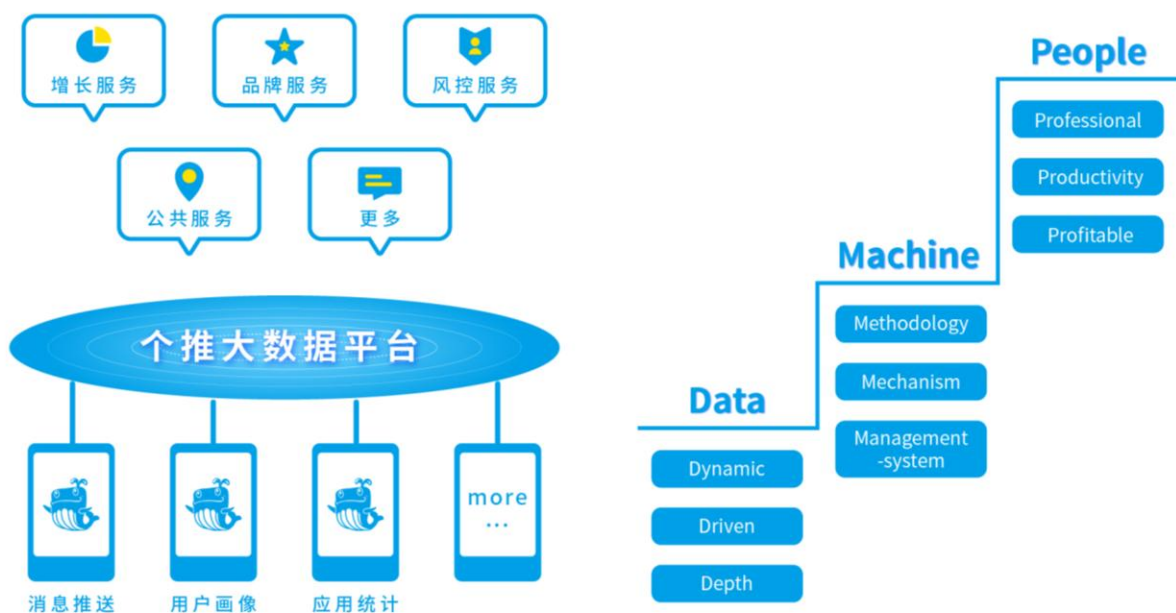 增长服务
品牌服务
风控服务
公共服务
更多
个推大数据平台
more
...
消息推送
用户画像
应用统计
People
Professional
Productivity
Profitable
Machine
Methodology
Mechanism
Management
-system
Data
Dynamic
Driven
Depth